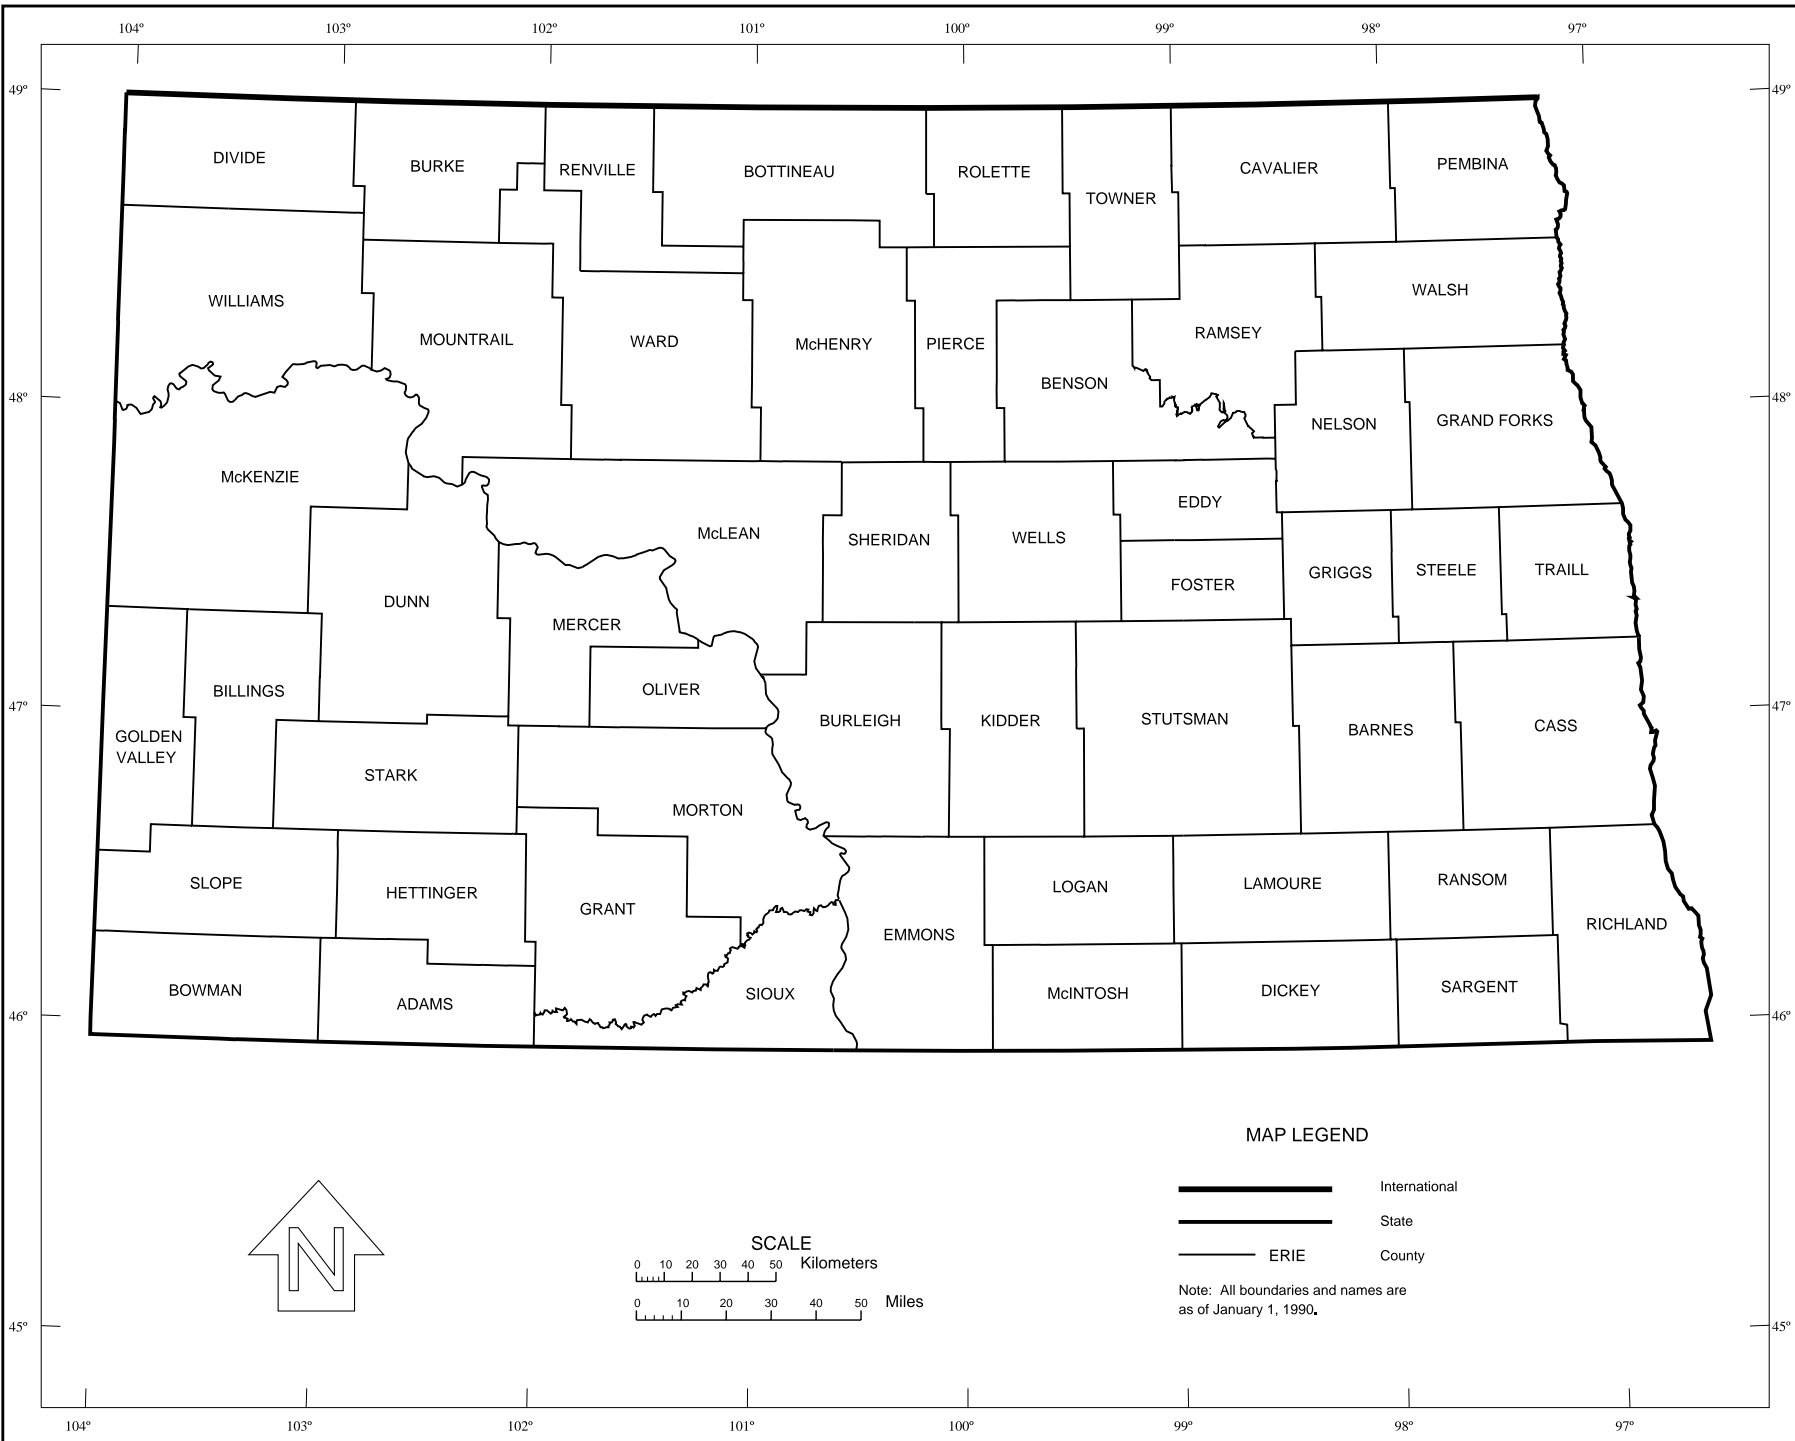 104° 103° 102° 101° 100° 99° 98° 97°
49° 49°
DIVIDE BURKE RENVILLE BOTTINEAU ROLETTE TOWNER CAVALIER PEMBINA
WILLIAMS MOUNTRAIL WARD McHENRY PIERCE BENSON RAMSEY WALSH
48° 48°
McKENZIE NELSON GRAND FORKS
McLEAN SHERIDAN WELLS EDDY
DUNN MERCER FOSTER GRIGGS STEELE TRAILL
BILLINGS OLIVER
47° 47°
GOLDEN
VALLEY
BURLEIGH KIDDER STUTSMAN BARNES CASS
STARK MORTON
SLOPE HETTINGER GRANT LOGAN LAMOURE RANSOM
EMMONS RICHLAND
BOWMAN ADAMS SIOUX McINTOSH DICKEY SARGENT
46° 46°
MAP LEGEND
International
State
ERIE County
Note: All boundaries and names are
as of January 1, 1990.
N
SCALE
0 10 20 30 40 50 Kilometers
0 10 20 30 40 50 Miles
45° 45°
104° 103° 102° 101° 100° 99° 98° 97°